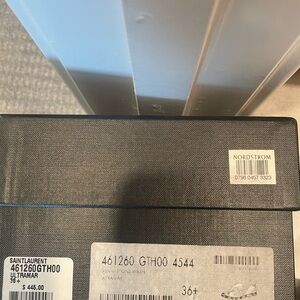 NORDSTROM
SAINT LAURENT
461260GTH00
ULTRAMAR
36+
$ 445.00
461260 GTH00 4544
36+